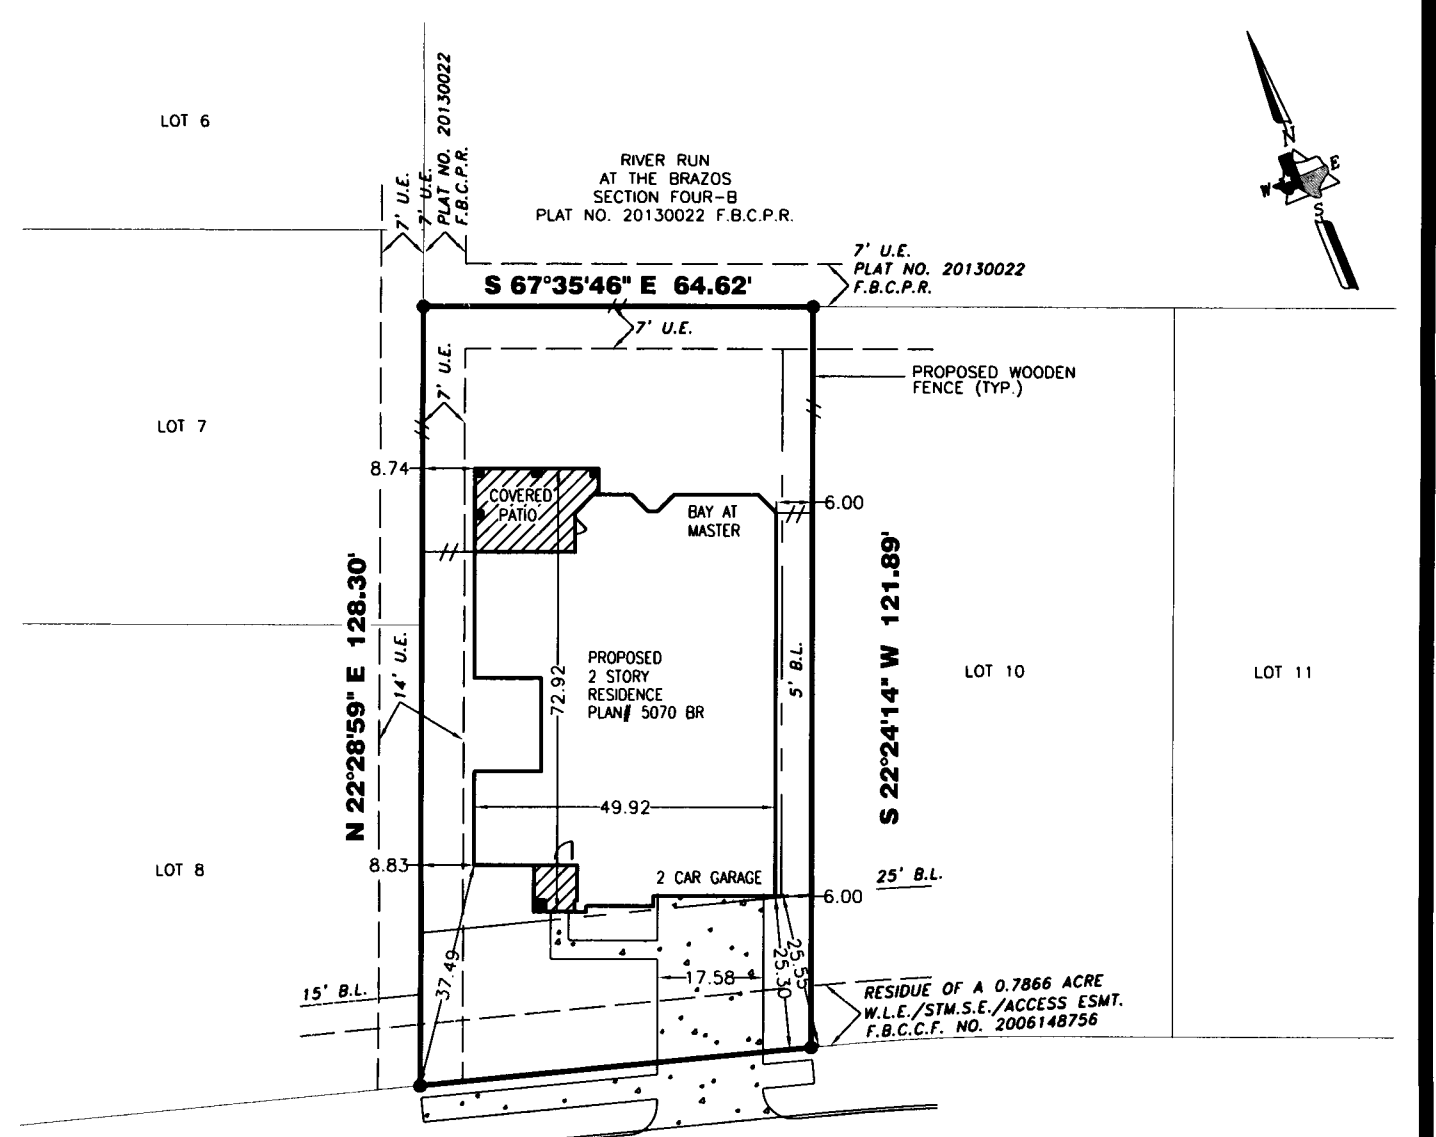 LOT 6
7' U.E.
7' U.E.
PLAT NO. 20130022
F.B.C.P.R.
RIVER RUN
AT THE BRAZOS
SECTION FOUR-B
PLAT NO. 20130022 F.B.C.P.R.
N
E
W
S
7' U.E.
PLAT NO. 20130022
F.B.C.P.R.
S 67°35'46" E 64.62'
7' U.E.
7' U.E.
PROPOSED WOODEN
FENCE (TYP.)
LOT 7
8.74
COVERED
PATIO
BAY AT
MASTER
6.00
N 22°28'59" E 128.30'
S 22°24'14" W 121.89'
14' U.E.
72.92
PROPOSED
2 STORY
RESIDENCE
PLAN# 5070 BR
5' B.L.
LOT 10
LOT 11
49.92
LOT 8
8.83
2 CAR GARAGE
25' B.L.
6.00
37.49
17.58
25.30
25.55
15' B.L.
RESIDUE OF A 0.7866 ACRE
W.L.E./STM.S.E./ACCESS ESMT.
F.B.C.C.F. NO. 2006148756